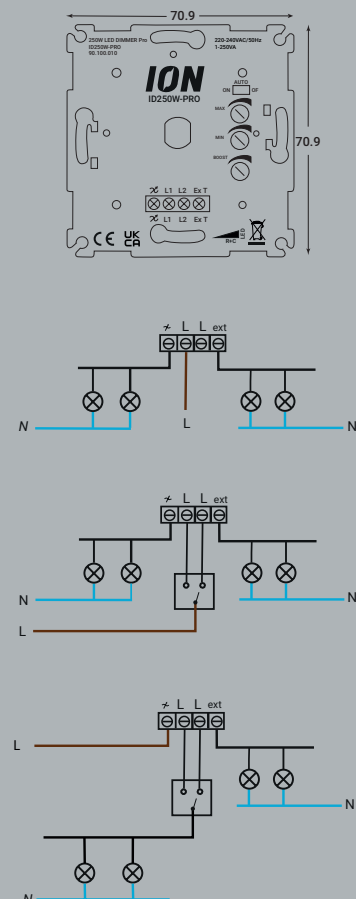 70.9
250W LED DIMMER Pro
ID250W-PRO
90.100.010
220-240VAC/50Hz
1-250VA
ION
ID250W-PRO
AUTO
ON OF
MAX
MIN
BOOST
70.9
L1 L2 Ex T
L1 L2 Ex T
CE UK CA
R+C LED
L L ext
N
L
N
L L ext
N
L
N
L L ext
L
N
N